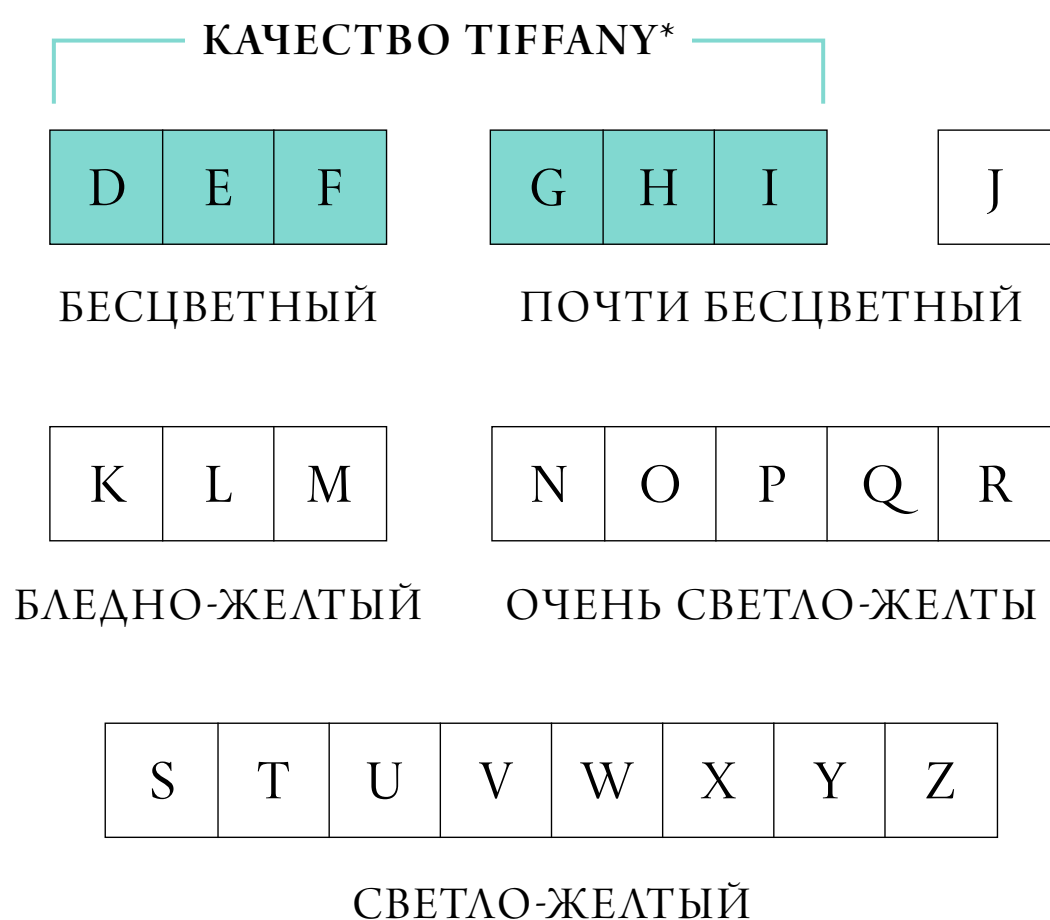 КАЧЕСТВО TIFFANY*
D E F G H I J
БЕСЦВЕТНЫЙ ПОЧТИ БЕСЦВЕТНЫЙ
K L M N O P Q R
БЛЕДНО-ЖЕЛТЫЙ ОЧЕНЬ СВЕТЛО-ЖЕЛТЫ
S T U V W X Y Z
СВЕТЛО-ЖЕЛТЫЙ